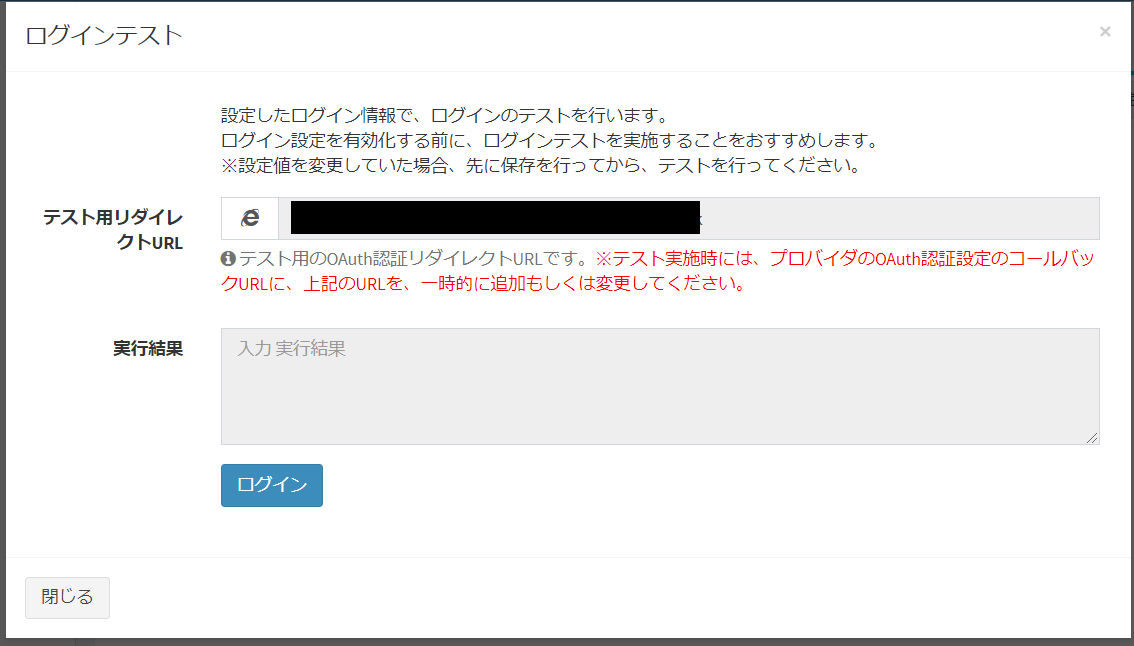 ログインテスト
×
設定したログイン情報で、ログインのテストを行います。
ログイン設定を有効化する前に、ログインテストを実施することをおすすめします。
※設定値を変更していた場合、先に保存を行ってから、テストを行ってください。
テスト用リダイレ
クトURL
テスト用のOAuth認証リダイレクトURLです。※テスト実施時には、プロバイダのOAuth認証設定のコールバッ
クURLに、上記のURLを、一時的に追加もしくは変更してください。
実行結果
入力 実行結果
ログイン
閉じる